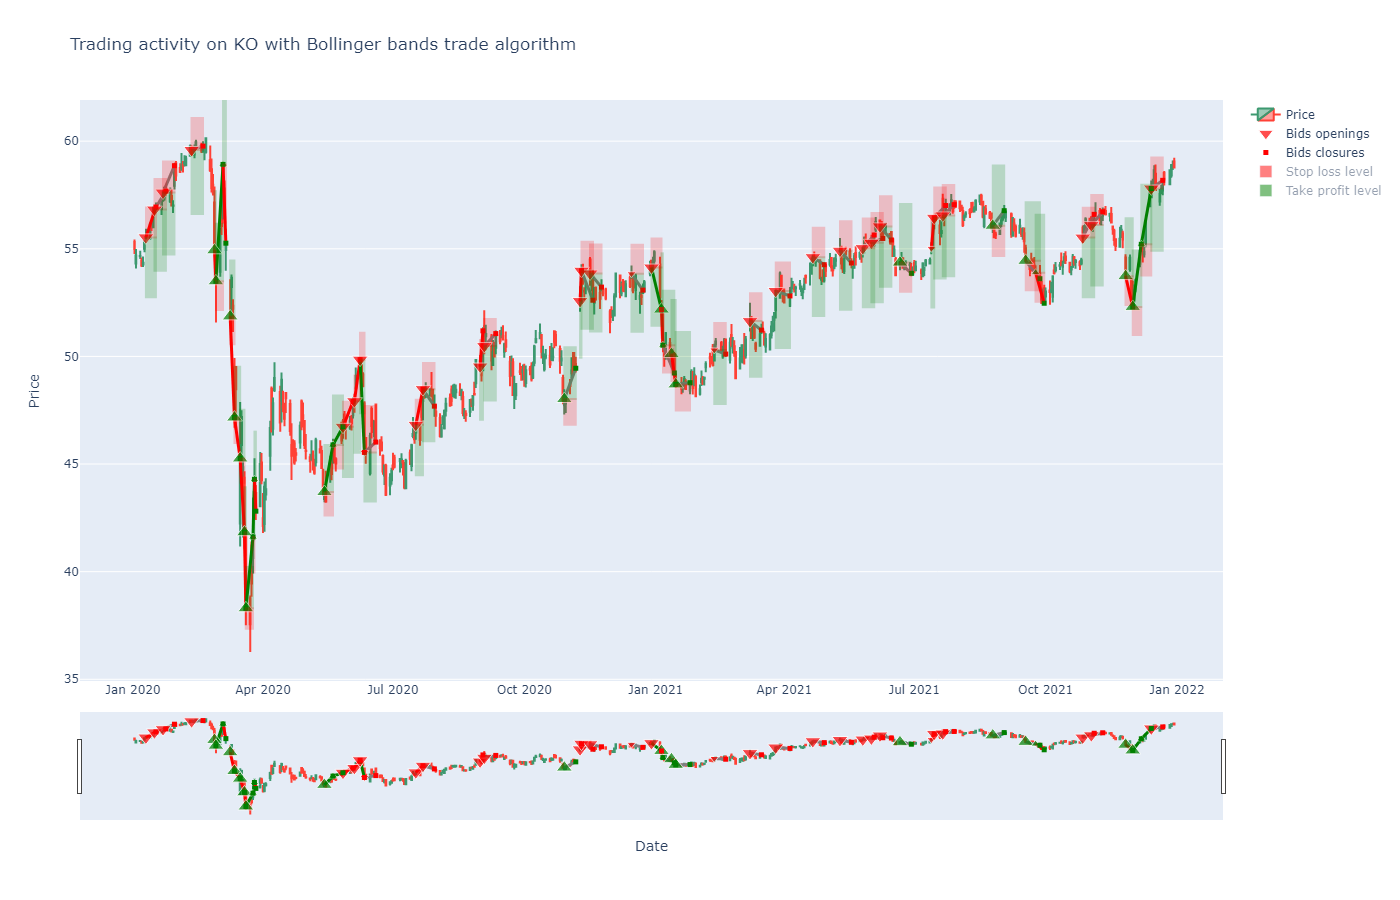 Trading activity on KO with Bollinger bands trade algorithm
Price
Bids openings
Bids closures
Stop loss level
Take profit level
Price
60
55
50
45
40
35
Jan 2020
Apr 2020
Jul 2020
Oct 2020
Jan 2021
Apr 2021
Jul 2021
Oct 2021
Jan 2022
Date